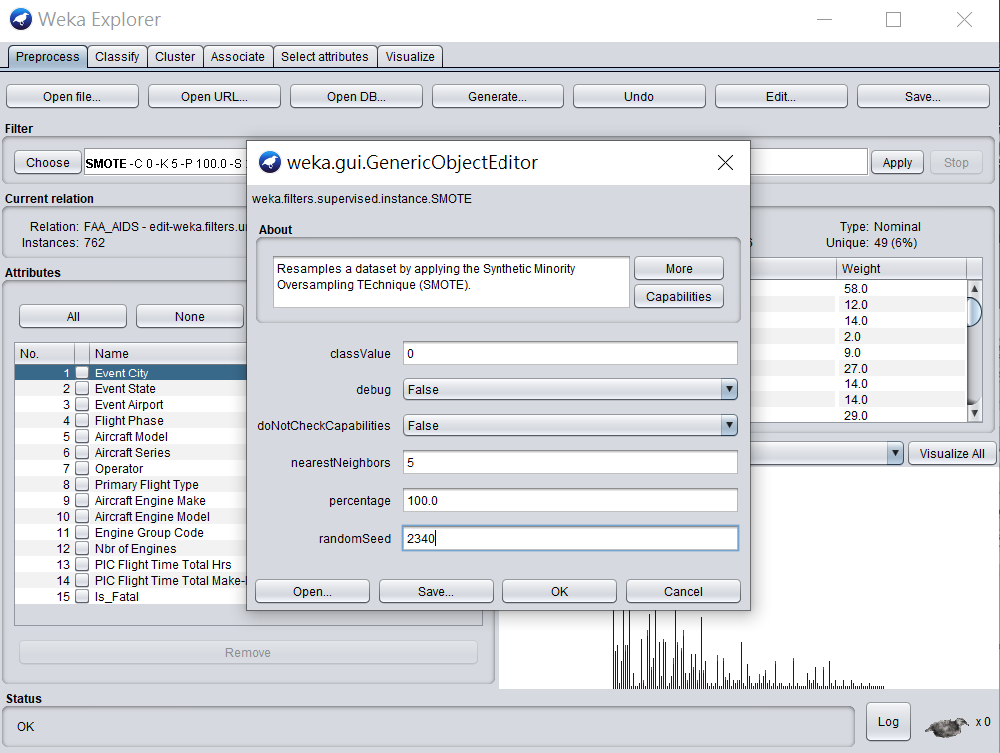 Weka Explorer
Preprocess Classify Cluster Associate Select attributes Visualize
Open file... Open URL... Open DB... Generate... Undo Edit... Save...
Filter
Choose SMOTE -C 0 -K 5 -P 100.0 -S Apply Stop
Current relation
Relation: FAA_AIDS - edit-weka.filters.u
Instances: 762
Type: Nominal
Unique: 49 (6%)
Attributes
All None
No. Name
1 Event City
2 Event State
3 Event Airport
4 Flight Phase
5 Aircraft Model
6 Aircraft Series
7 Operator
8 Primary Flight Type
9 Aircraft Engine Make
10 Aircraft Engine Model
11 Engine Group Code
12 Nbr of Engines
13 PIC Flight Time Total Hrs
14 PIC Flight Time Total Make-
15 Is_Fatal
Remove
weka.gui.GenericObjectEditor
weka.filters.supervised.instance.SMOTE
About
Resamples a dataset by applying the Synthetic Minority
Oversampling TEchnique (SMOTE).
More
Capabilities
classValue 0
debug False
doNotCheckCapabilities False
nearestNeighbors 5
percentage 100.0
randomSeed 2340
Open... Save... OK Cancel
Weight
58.0
12.0
14.0
2.0
9.0
27.0
14.0
14.0
29.0
Visualize All
Status
OK
Log x 0